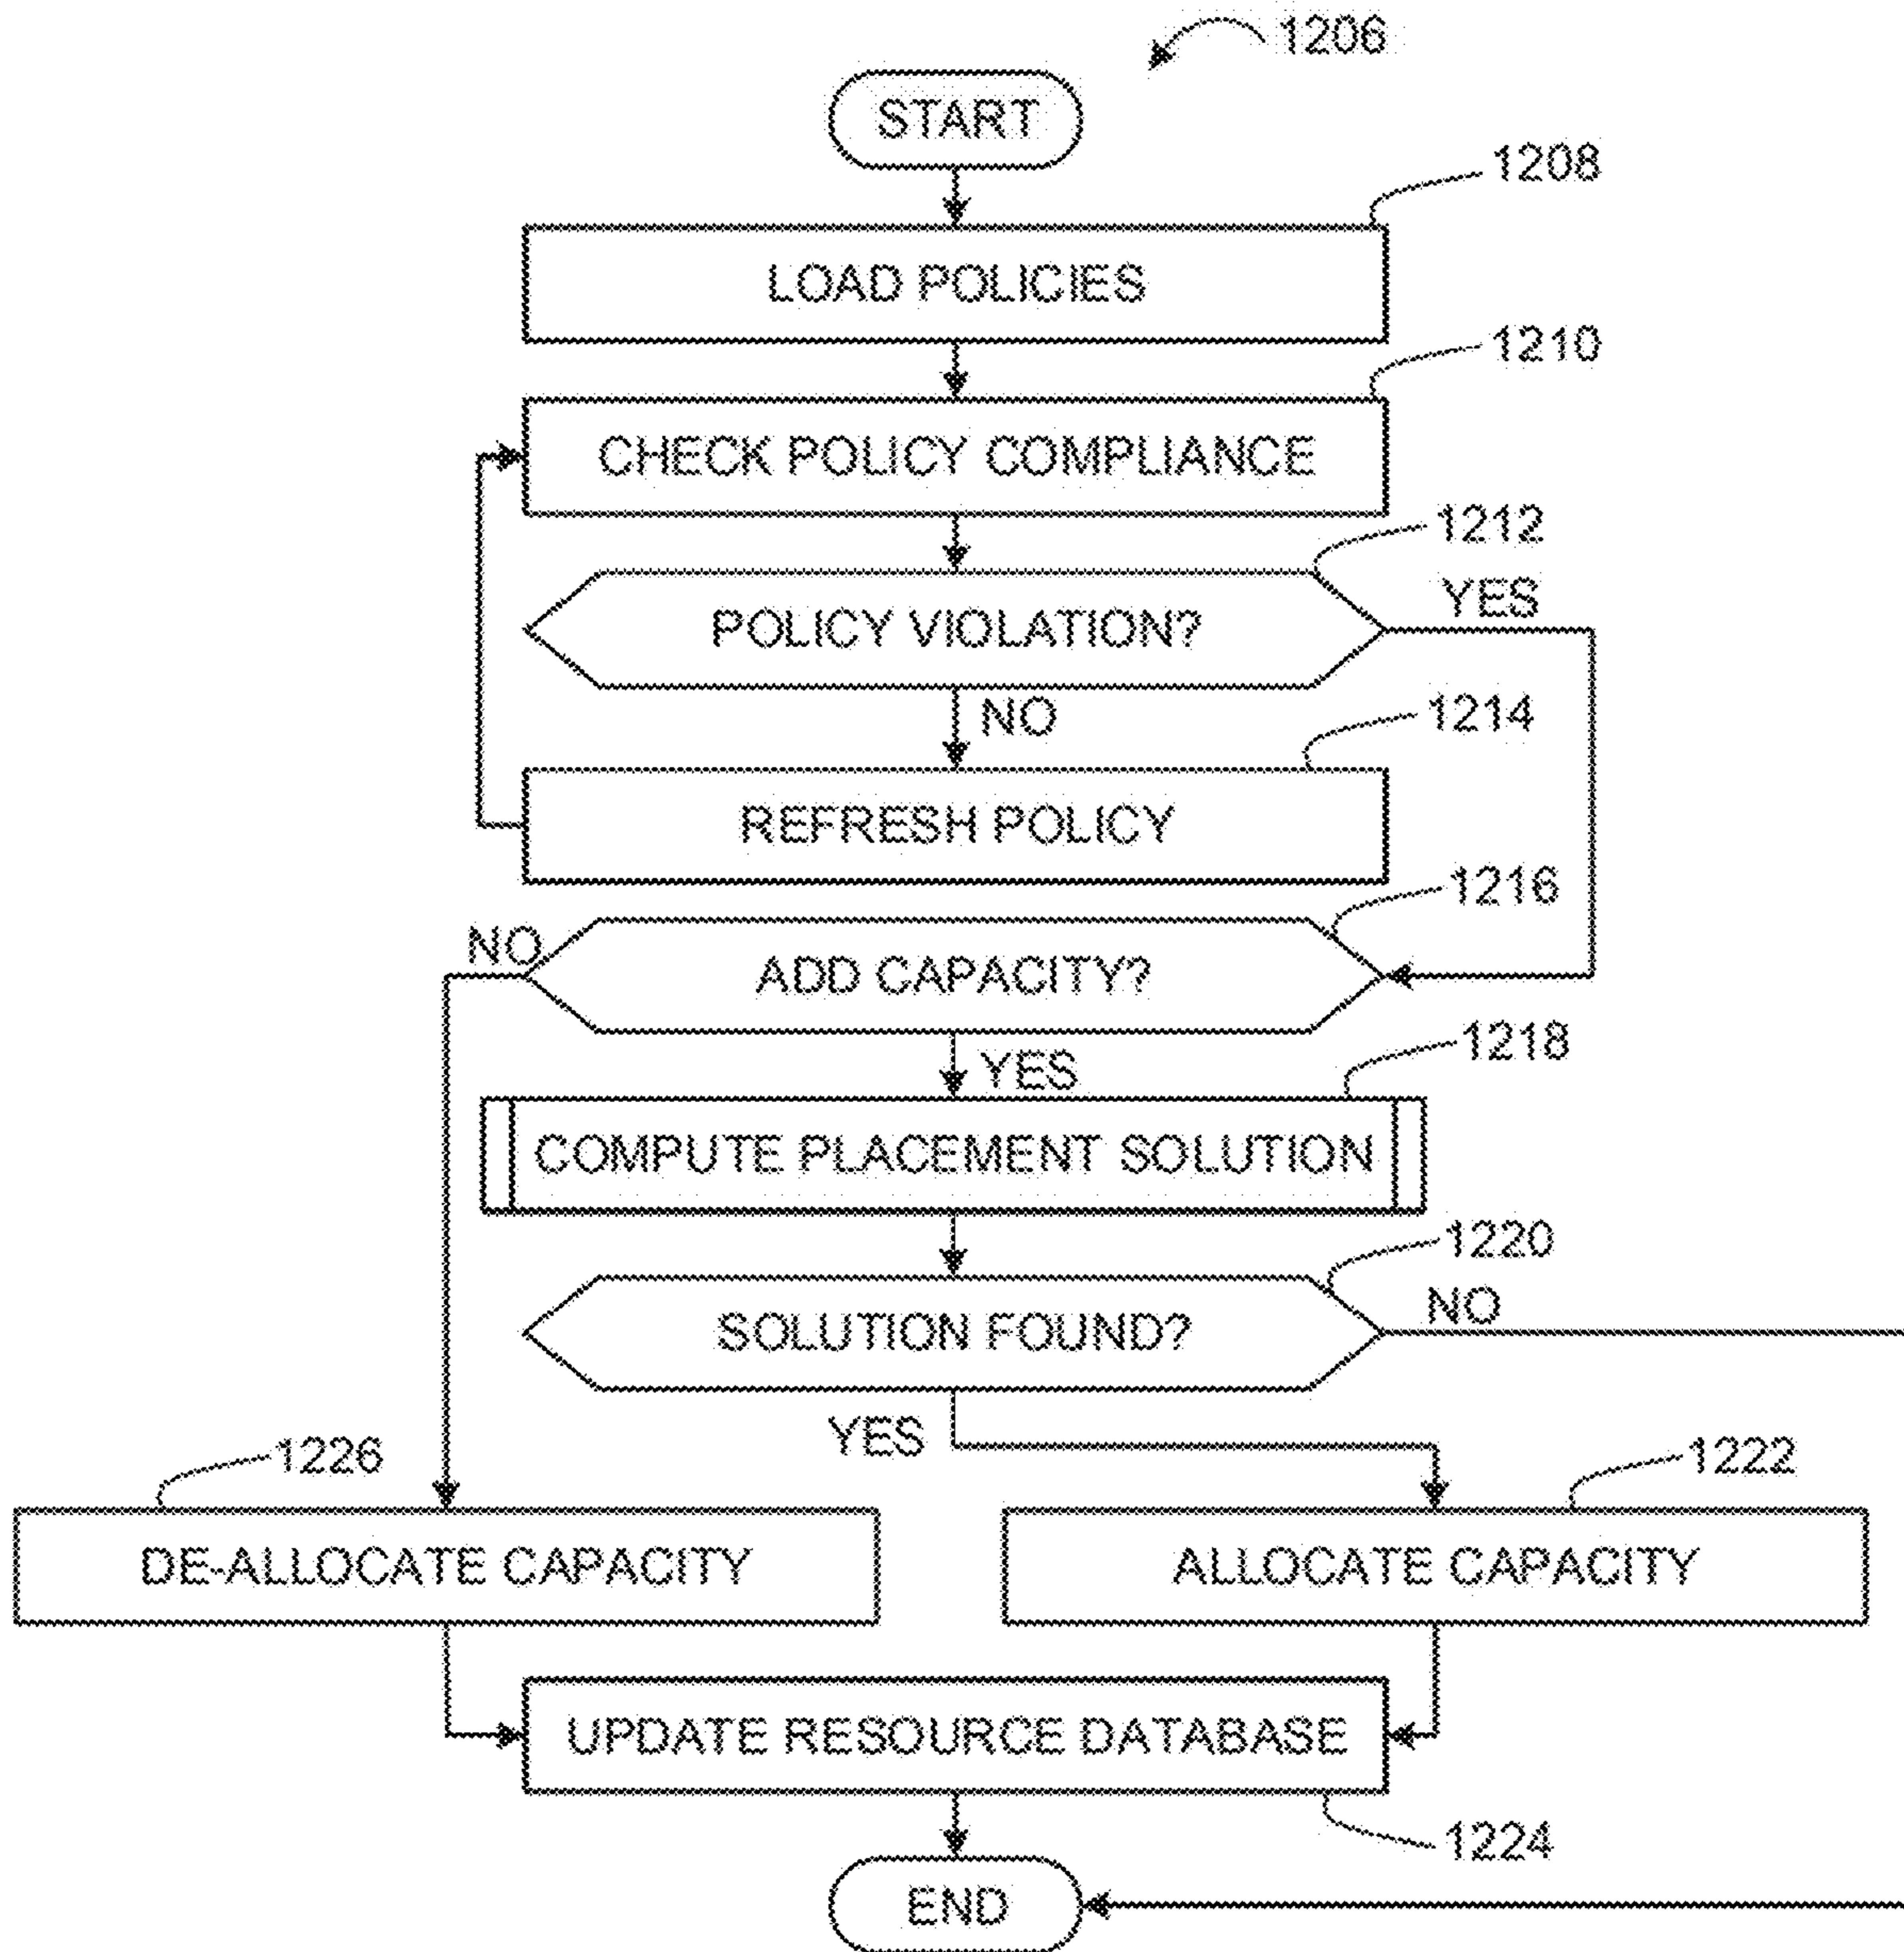 1206
START
1208
LOAD POLICIES
1210
CHECK POLICY COMPLIANCE
1212
YES
POLICY VIOLATION?
NO
1214
REFRESH POLICY
1216
NO
ADD CAPACITY?
1218
YES
COMPUTE PLACEMENT SOLUTION
1220
NO
SOLUTION FOUND?
YES
1226
1222
DE-ALLOCATE CAPACITY
ALLOCATE CAPACITY
UPDATE RESOURCE DATABASE
1224
END